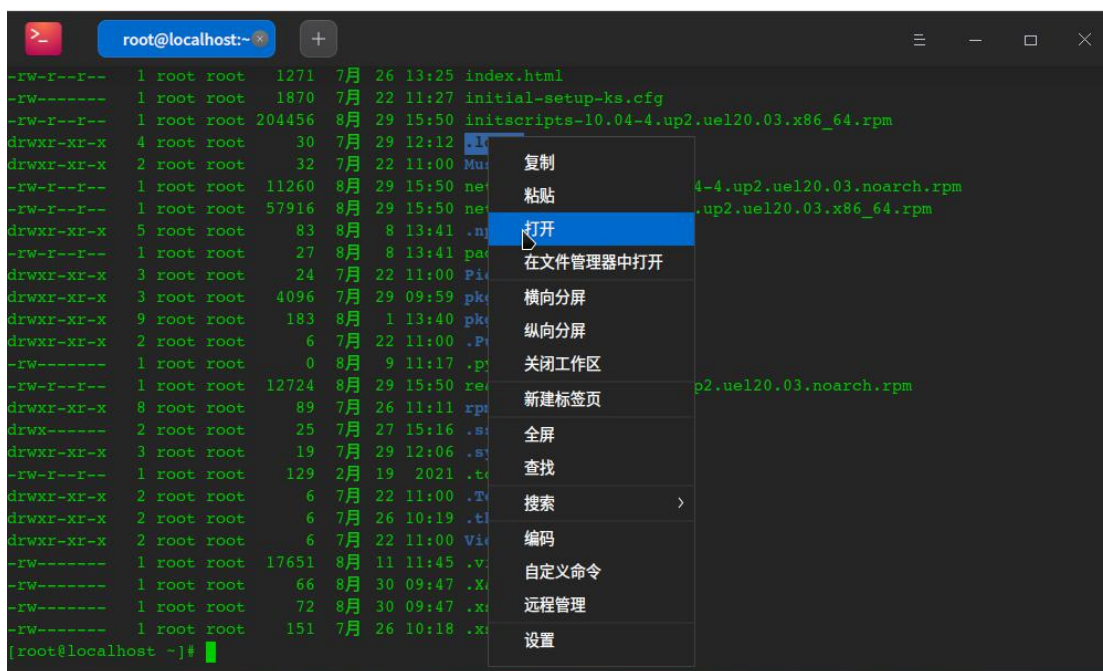 >_ root@localhost:~ +
-rw-r--r-- 1 root root 1271 7月 26 13:25 index.html
-rw------- 1 root root 1870 7月 22 11:27 initial-setup-ks.cfg
-rw-r--r-- 1 root root 204456 8月 29 15:50 initscripts-10.04-4.up2.uel20.03.x86_64.rpm
drwxr-xr-x 4 root root 30 7月 29 12:12
drwxr-xr-x 2 root root 32 7月 22 11:00 Mu
复制
-rw-r--r-- 1 root root 11260 8月 29 15:50 ne 4-4.up2.uel20.03.noarch.rpm
粘贴
-rw-r--r-- 1 root root 57916 8月 29 15:50 ne .up2.uel20.03.x86_64.rpm
drwxr-xr-x 5 root root 83 8月 8 13:41 .n
打开
-rw-r--r-- 1 root root 27 8月 8 13:41 pa
drwxr-xr-x 3 root root 24 7月 22 11:00 Pi
在文件管理器中打开
drwxr-xr-x 3 root root 4096 7月 29 09:59 pk
横向分屏
drwxr-xr-x 9 root root 183 8月 1 13:40 pk
drwxr-xr-x 2 root root 6 7月 22 11:00 .P
纵向分屏
-rw------- 1 root root 0 8月 9 11:17 .p
关闭工作区
-rw-r--r-- 1 root root 12724 8月 29 15:50 re p2.uel20.03.noarch.rpm
drwxr-xr-x 8 root root 89 7月 26 11:11 rp
新建标签页
drwx------ 2 root root 25 7月 27 15:16 .s
全屏
drwxr-xr-x 3 root root 19 7月 29 12:06 .s
-rw-r--r-- 1 root root 129 2月 19 2021 .t
查找
drwxr-xr-x 2 root root 6 7月 22 11:00 .T
搜索
drwxr-xr-x 2 root root 6 7月 26 10:19 .t
drwxr-xr-x 2 root root 6 7月 22 11:00 Vi
编码
-rw------- 1 root root 17651 8月 11 11:45 .v
自定义命令
-rw------- 1 root root 66 8月 30 09:47 .X
-rw------- 1 root root 72 8月 30 09:47 .x
远程管理
-rw------- 1 root root 151 7月 26 10:18 .x
设置
[root@localhost ~]#